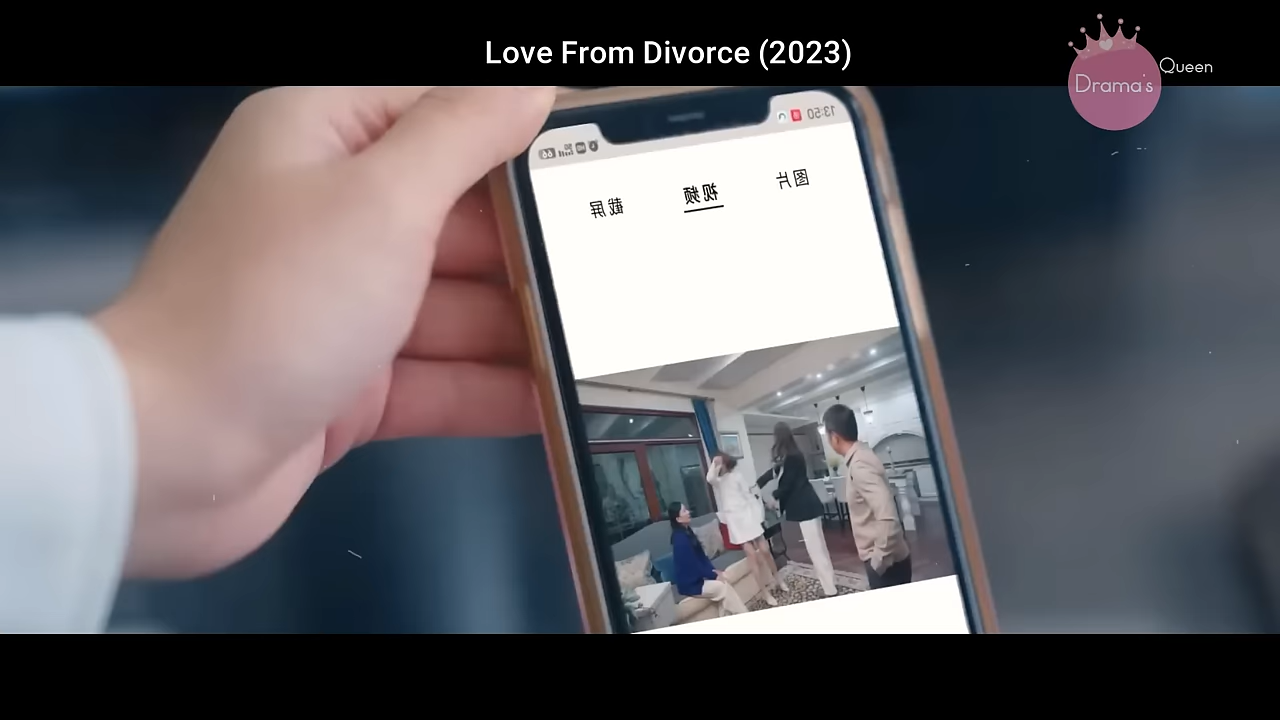 Love From Divorce (2023)
Drama's Queen
13:50
图片 视频 截屏